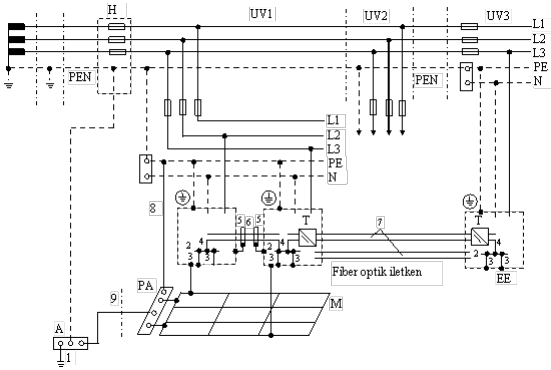 H
UV1
UV2
UV3
L1
L2
L3
PE
N
PEN
PEN
L1
L2
L3
PE
N
8
5 6 5
T
7
T
4
2
3
3
4
2
3
3
4
2
3
3
EE
Fiber optik iletken
PA
M
9
A
1